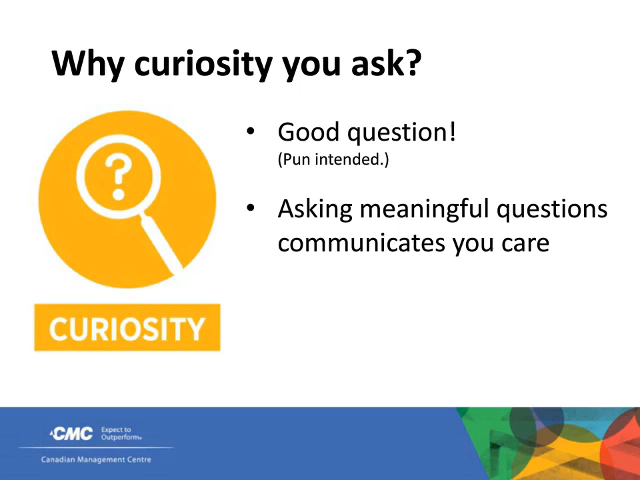 Why curiosity you ask?
?
• Good question!
(Pun intended.)
• Asking meaningful questions
communicates you care
CURIOSITY
CMC
Expect to
Outperform™
Canadian Management Centre